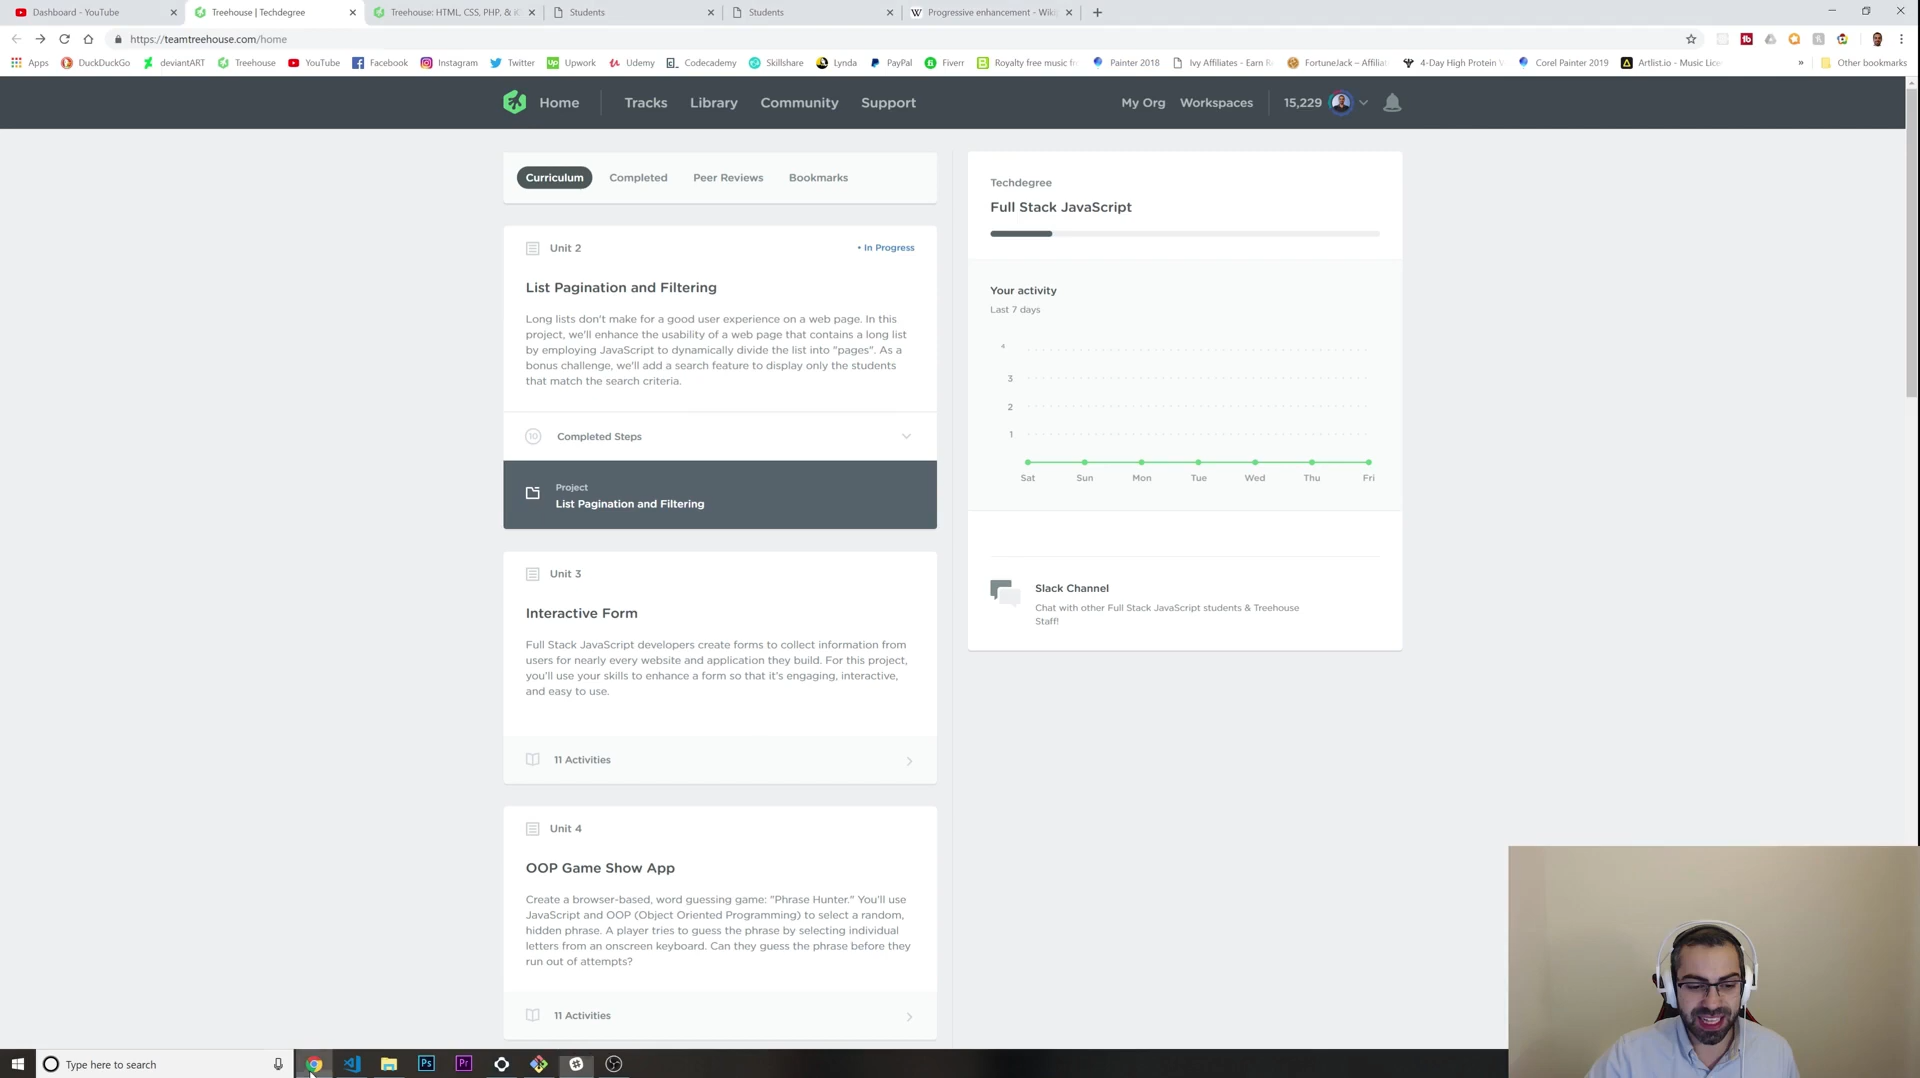 Dashboard - YouTube
Treehouse | Techdegree
Treehouse: HTML, CSS, PHP, & i
Students
Students
Progressive enhancement - Wiki
https://teamtreehouse.com/home
Apps
DuckDuckGo
deviantART
Treehouse
YouTube
Facebook
Instagram
Twitter
Upwork
Udemy
Codecademy
Skillshare
Lynda
PayPal
Fiverr
Royalty free music f
Painter 2018
Ivy Affiliates - Earn R
FortuneJack – Affilia
4-Day High Protein
Corel Painter 2019
Artlist.io - Music Lice
»
Other bookmarks
Home
Tracks
Library
Community
Support
My Org
Workspaces
15,229
Curriculum
Completed
Peer Reviews
Bookmarks
Unit 2
• In Progress
List Pagination and Filtering
Long lists don't make for a good user experience on a web page. In this
project, we'll enhance the usability of a web page that contains a long list
by employing JavaScript to dynamically divide the list into "pages". As a
bonus challenge, we'll add a search feature to display only the students
that match the search criteria.
10
Completed Steps
Project
List Pagination and Filtering
Unit 3
Interactive Form
Full Stack JavaScript developers create forms to collect information from
users for nearly every website and application they build. For this project,
you'll use your skills to enhance a form so that it's engaging, interactive,
and easy to use.
11 Activities
Unit 4
OOP Game Show App
Create a browser-based, word guessing game: "Phrase Hunter." You'll use
JavaScript and OOP (Object Oriented Programming) to select a random,
hidden phrase. A player tries to guess the phrase by selecting individual
letters from an onscreen keyboard. Can they guess the phrase before they
run out of attempts?
11 Activities
Techdegree
Full Stack JavaScript
Your activity
Last 7 days
4
3
2
1
Sat
Sun
Mon
Tue
Wed
Thu
Fri
Slack Channel
Chat with other Full Stack JavaScript students & Treehouse
Staff!
Type here to search
Ps
Pr